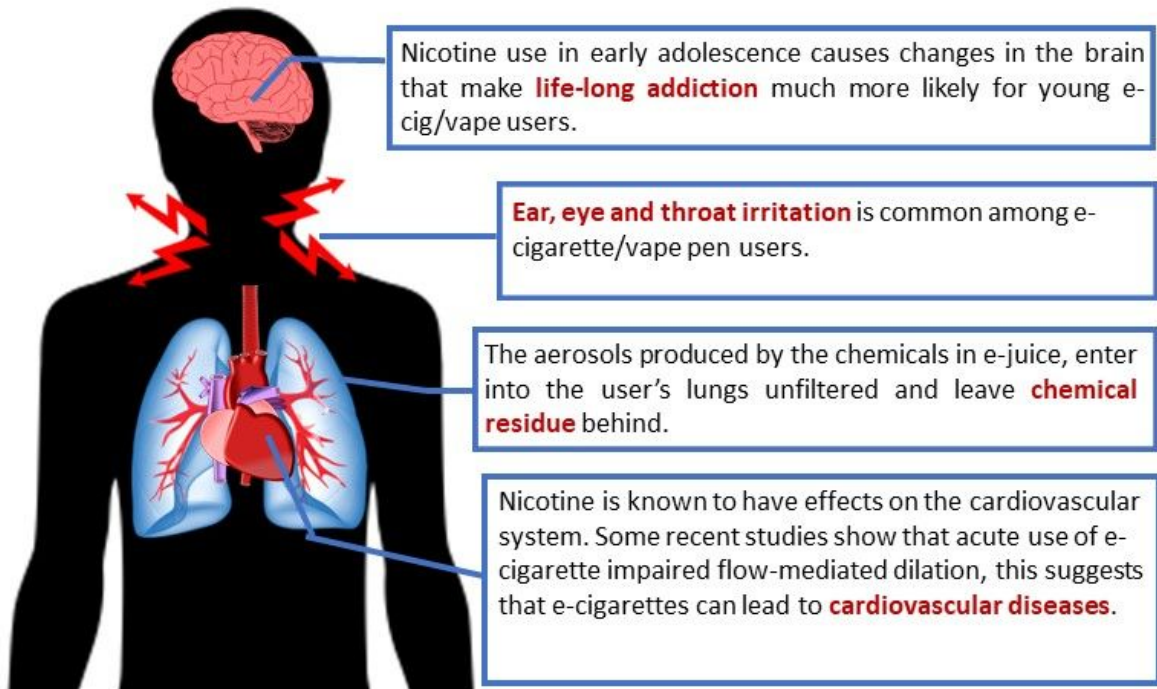 Nicotine use in early adolescence causes changes in the brain
that make life-long addiction much more likely for young e-
cig/vape users.
Ear, eye and throat irritation is common among e-
cigarette/vape pen users.
The aerosols produced by the chemicals in e-juice, enter
into the user's lungs unfiltered and leave chemical
residue behind.
Nicotine is known to have effects on the cardiovascular
system. Some recent studies show that acute use of e-
cigarette impaired flow-mediated dilation, this suggests
that e-cigarettes can lead to cardiovascular diseases.